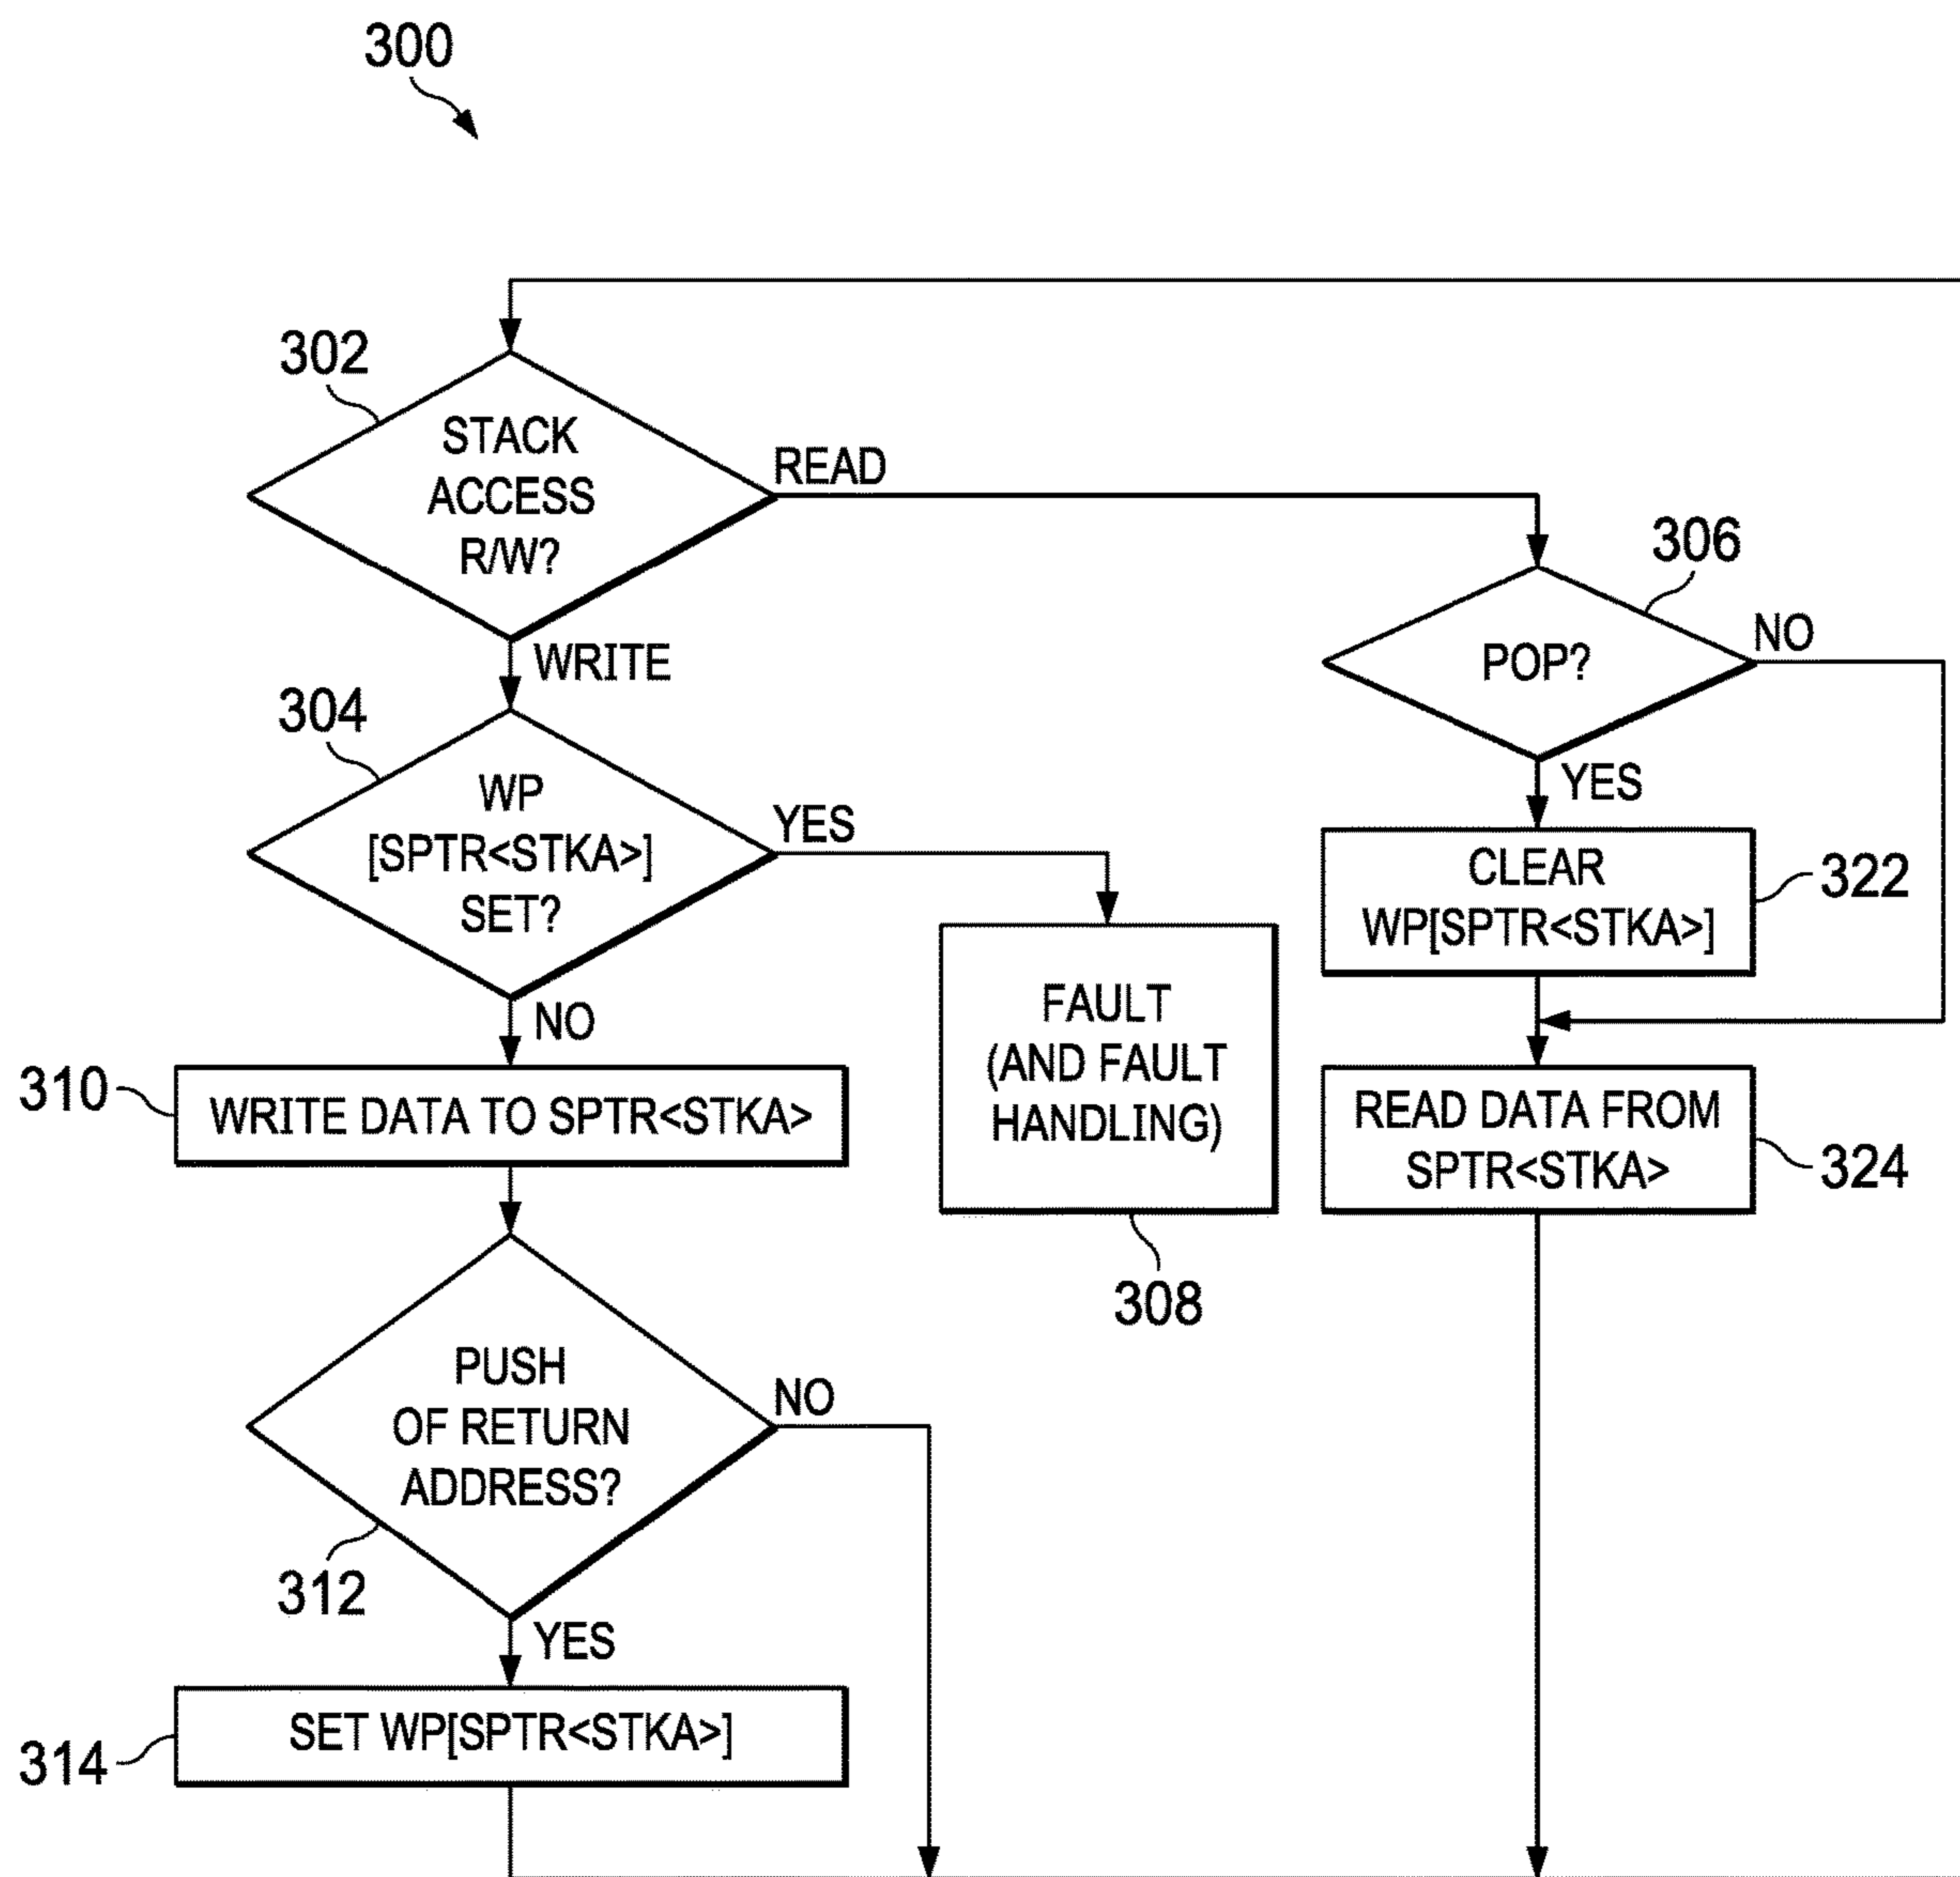 300
302
STACK
ACCESS
R/W?
READ
WRITE
306
POP?
NO
YES
304
WP
[SPTR<STKA>]
SET?
YES
NO
CLEAR
WP[SPTR<STKA>]
322
FAULT
(AND FAULT
HANDLING)
308
310
WRITE DATA TO SPTR<STKA>
READ DATA FROM
SPTR<STKA>
324
PUSH
OF RETURN
ADDRESS?
NO
312
YES
SET WP[SPTR<STKA>]
314